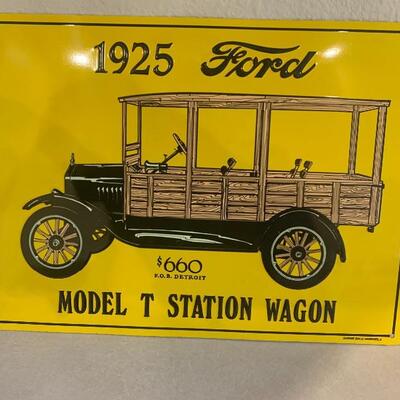 1925 Ford
$660
F.O.B. DETROIT
MODEL T STATION WAGON